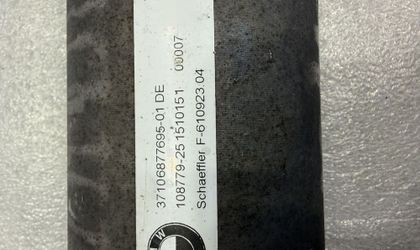 37106877695-01 DE
108779-25 1510151 00007
Schaeffler F-610923.04